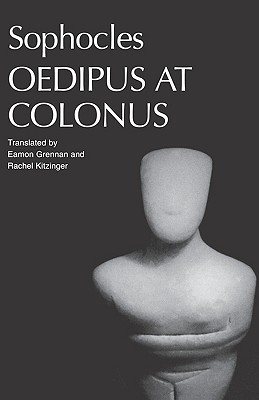 Sophocles
OEDIPUS AT
COLONUS
Translated by
Eamon Grennan and
Rachel Kitzinger